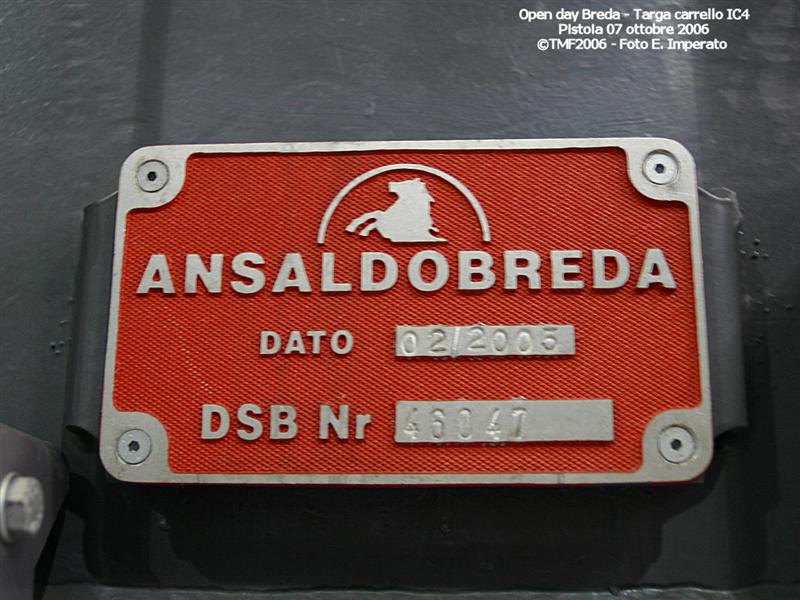 Open day Breda - Targa carrello IC4
Pistoia 07 ottobre 2006
©TMF2006 - Foto E. Imperato
ANSALDOBREDA
DATO 02/2005
DSB Nr 46047